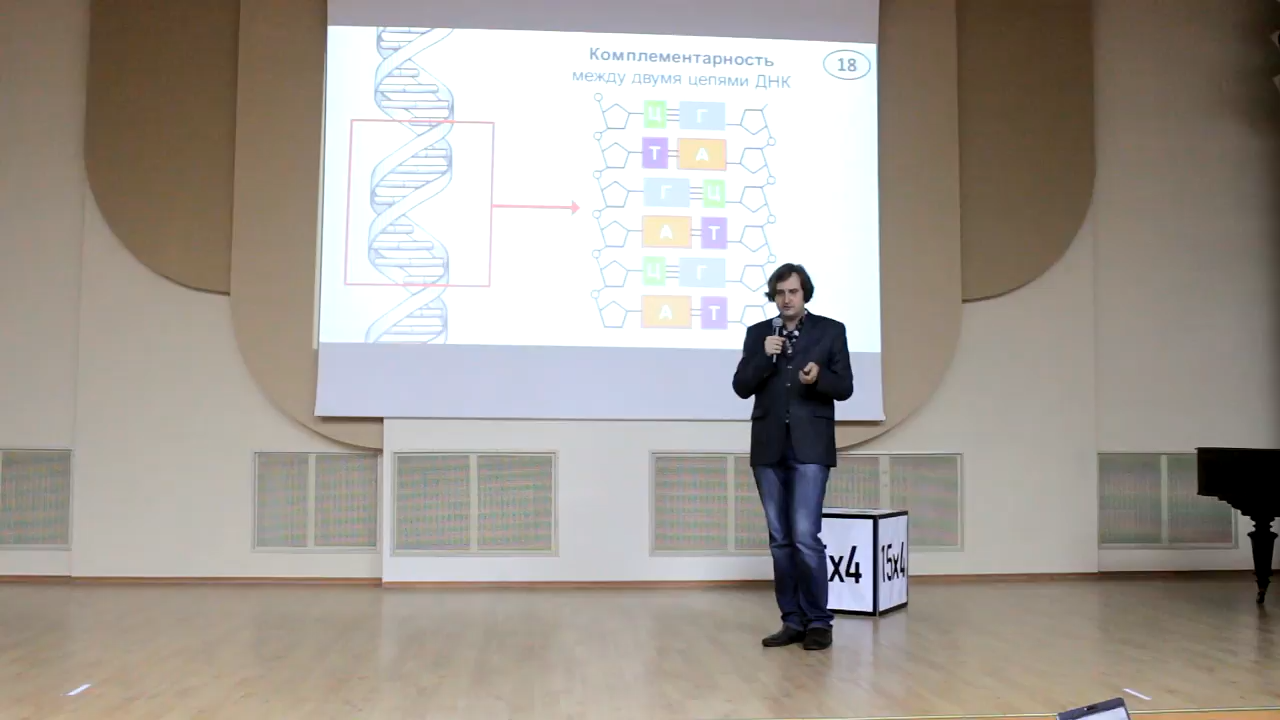 Комплементарность
между двумя цепями ДНК
18
Ц Г
Т А
Г Ц
А Т
Ц Г
А Т
x4
15x4